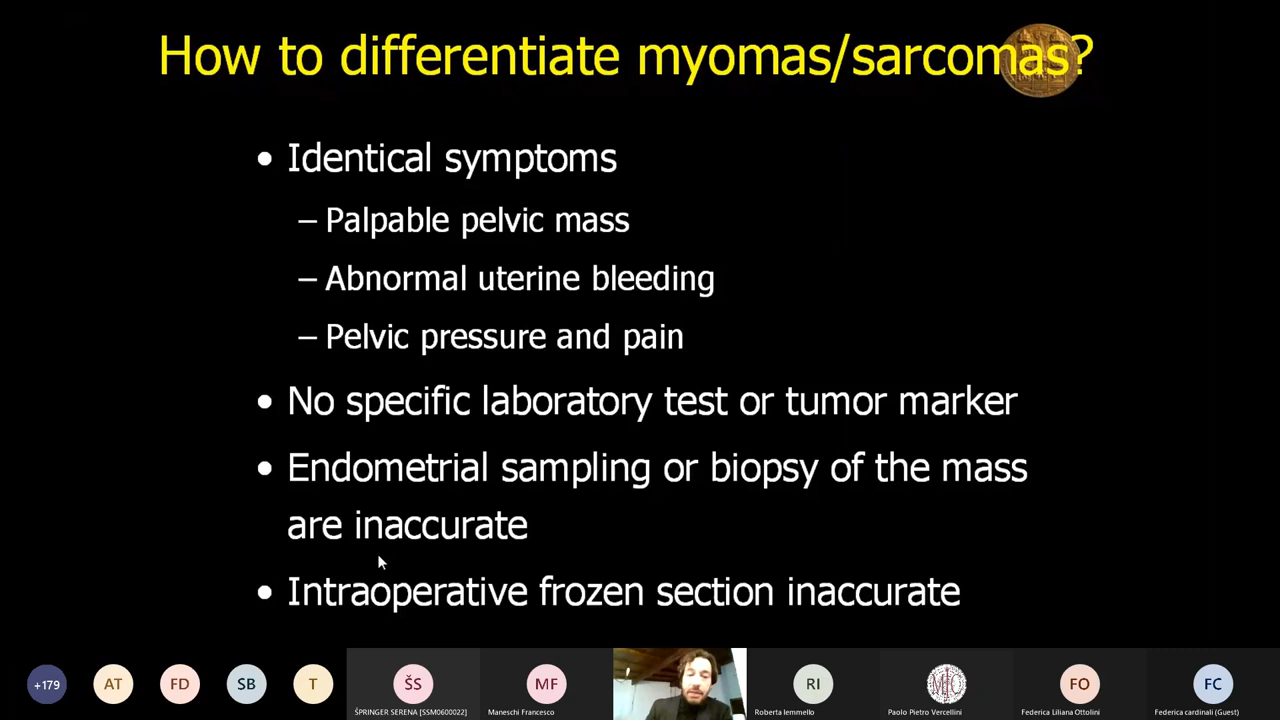 How to differentiate myomas/sarcomas?
• Identical symptoms
– Palpable pelvic mass
– Abnormal uterine bleeding
– Pelvic pressure and pain
• No specific laboratory test or tumor marker
• Endometrial sampling or biopsy of the mass
are inaccurate
• Intraoperative frozen section inaccurate
+179
AT
FD
SB
T
ŠS
MF
RI
FO
FC
ŠPRINGER SERENA [SSM0600022]
Maneschi Francesco
Roberta Iemmello
Paolo Pietro Vercellini
Federica Liliana Ottolini
Federica cardinali (Guest)